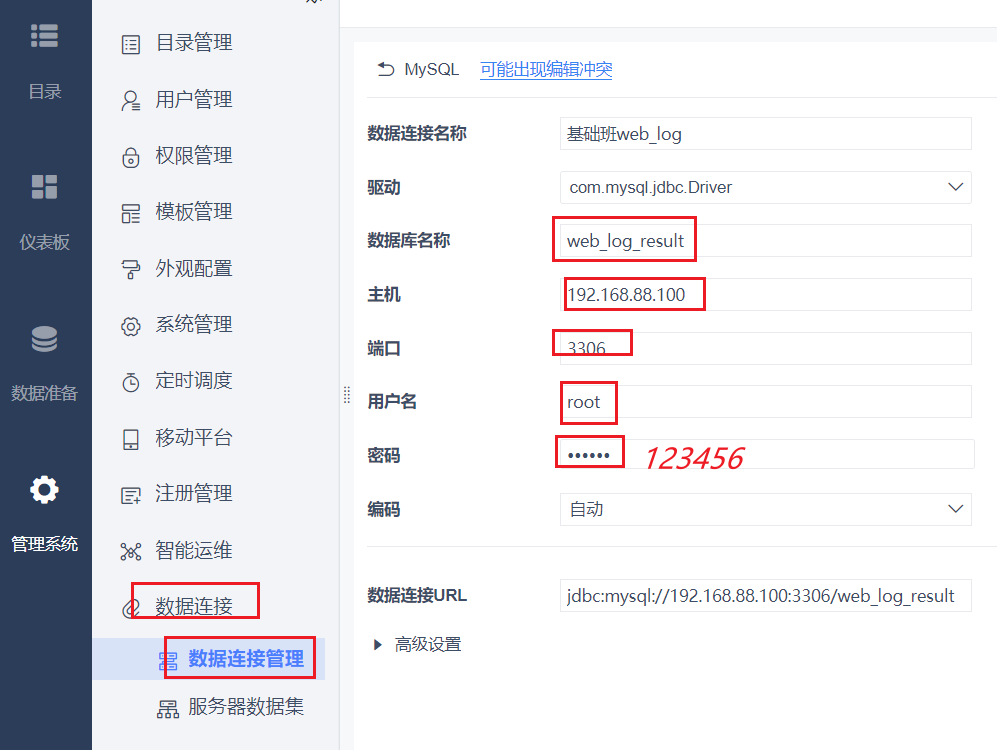 目录
仪表板
数据准备
管理系统
目录管理
用户管理
权限管理
模板管理
外观配置
系统管理
定时调度
移动平台
注册管理
智能运维
数据连接
数据连接管理
服务器数据集
MySQL 可能出现编辑冲突
数据连接名称 基础班web_log
驱动 com.mysql.jdbc.Driver
数据库名称 web_log_result
主机 192.168.88.100
端口 3306
用户名 root
密码 •••••• 123456
编码 自动
数据连接URL jdbc:mysql://192.168.88.100:3306/web_log_result
高级设置